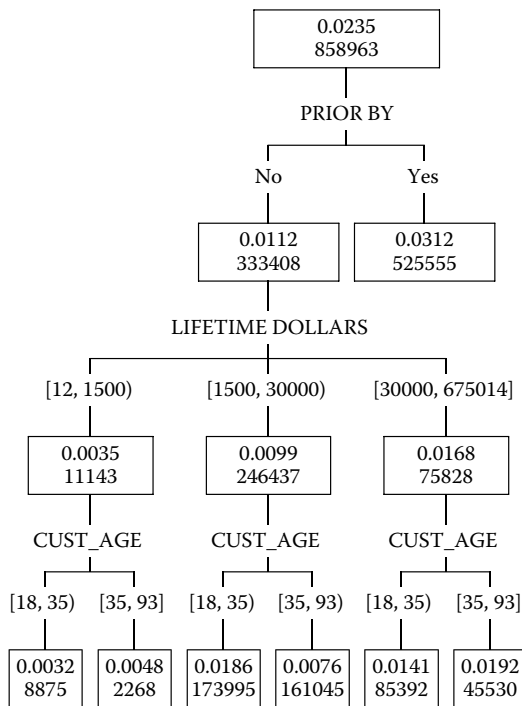 0.0235
858963
PRIOR BY
No Yes
0.0112 0.0312
333408 525555
LIFETIME DOLLARS
[12, 1500) [1500, 30000) [30000, 675014]
0.0035 0.0099 0.0168
11143 246437 75828
CUST_AGE CUST_AGE CUST_AGE
[18, 35) [35, 93] [18, 35) [35, 93) [18, 35) [35, 93]
0.0032 0.0048 0.0186 0.0076 0.0141 0.0192
8875 2268 173995 161045 85392 45530